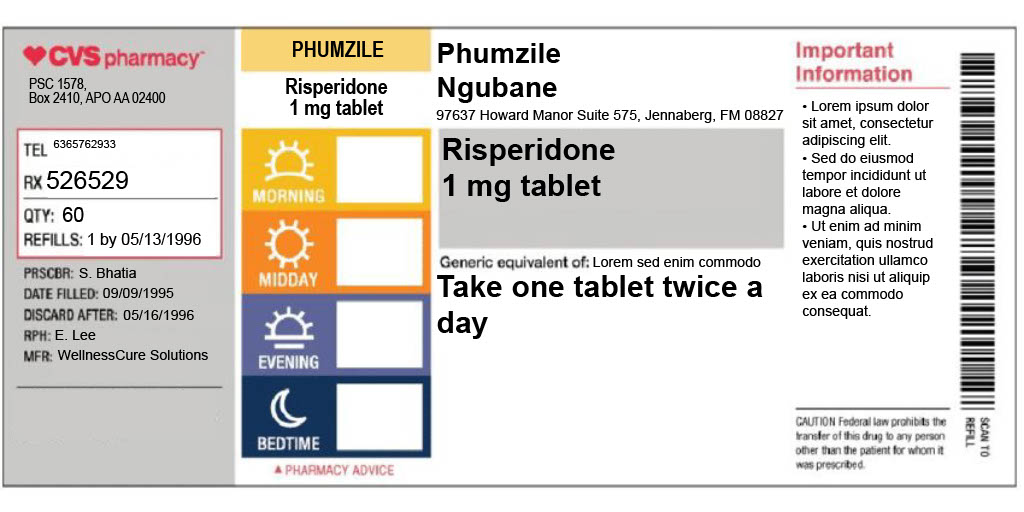 CVS pharmacy
PSC 1578,
Box 2410, APO AA 02400
TEL 6365762933
RX 526529
QTY: 60
REFILLS: 1 by 05/13/1996
PRSCBR: S. Bhatia
DATE FILLED: 09/09/1995
DISCARD AFTER: 05/16/1996
RPH: E. Lee
MFR: WellnessCure Solutions
PHUMZILE
Risperidone
1 mg tablet
MORNING
MIDDAY
EVENING
BEDTIME
▲ PHARMACY ADVICE
Phumzile
Ngubane
97637 Howard Manor Suite 575, Jennaberg, FM 08827
Risperidone
1 mg tablet
Generic equivalent of: Lorem sed enim commodo
Take one tablet twice a
day
Important
Information
• Lorem ipsum dolor
sit amet, consectetur
adipiscing elit.
• Sed do eiusmod
tempor incididunt ut
labore et dolore
magna aliqua.
• Ut enim ad minim
veniam, quis nostrud
exercitation ullamco
laboris nisi ut aliquip
ex ea commodo
consequat.
CAUTION Federal law prohibits the
transfer of this drug to any person
other than the patient for whom it
was prescribed.
SCAN TO
REFILL